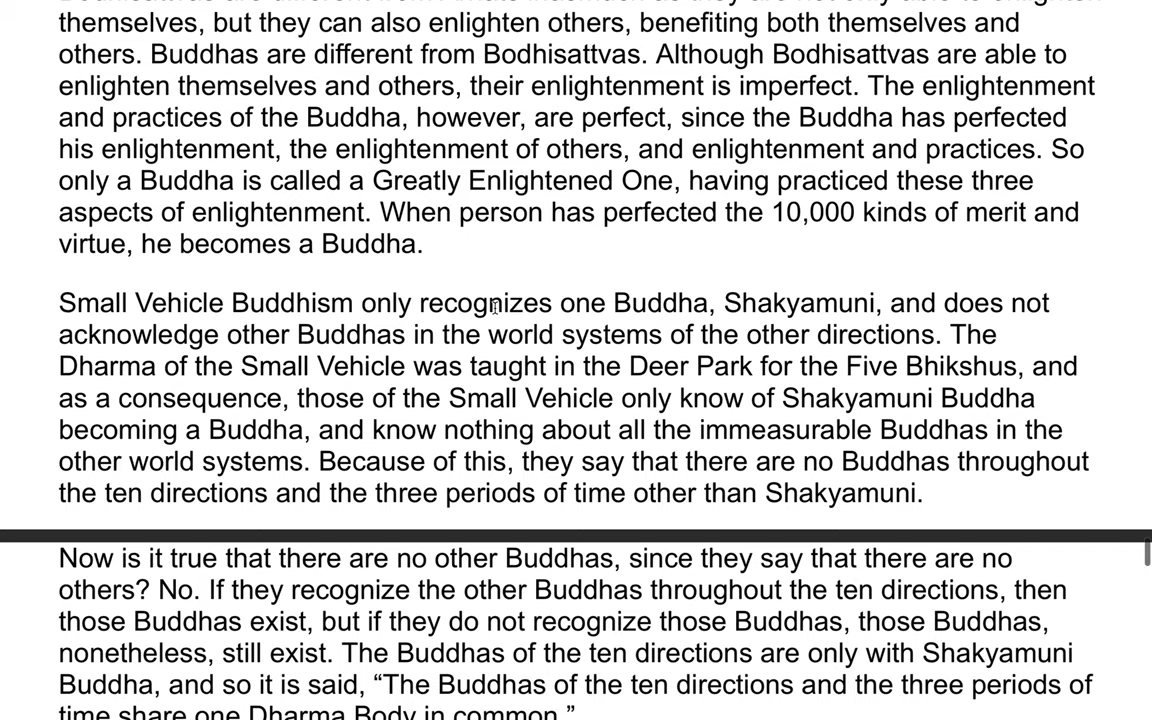 themselves, but they can also enlighten others, benefiting both themselves and
others. Buddhas are different from Bodhisattvas. Although Bodhisattvas are able to
enlighten themselves and others, their enlightenment is imperfect. The enlightenment
and practices of the Buddha, however, are perfect, since the Buddha has perfected
his enlightenment, the enlightenment of others, and enlightenment and practices. So
only a Buddha is called a Greatly Enlightened One, having practiced these three
aspects of enlightenment. When person has perfected the 10,000 kinds of merit and
virtue, he becomes a Buddha.
Small Vehicle Buddhism only recognizes one Buddha, Shakyamuni, and does not
acknowledge other Buddhas in the world systems of the other directions. The
Dharma of the Small Vehicle was taught in the Deer Park for the Five Bhikshus, and
as a consequence, those of the Small Vehicle only know of Shakyamuni Buddha
becoming a Buddha, and know nothing about all the immeasurable Buddhas in the
other world systems. Because of this, they say that there are no Buddhas throughout
the ten directions and the three periods of time other than Shakyamuni.
Now is it true that there are no other Buddhas, since they say that there are no
others? No. If they recognize the other Buddhas throughout the ten directions, then
those Buddhas exist, but if they do not recognize those Buddhas, those Buddhas,
nonetheless, still exist. The Buddhas of the ten directions are only with Shakyamuni
Buddha, and so it is said, “The Buddhas of the ten directions and the three periods of
time share one Dharma Body in common.”